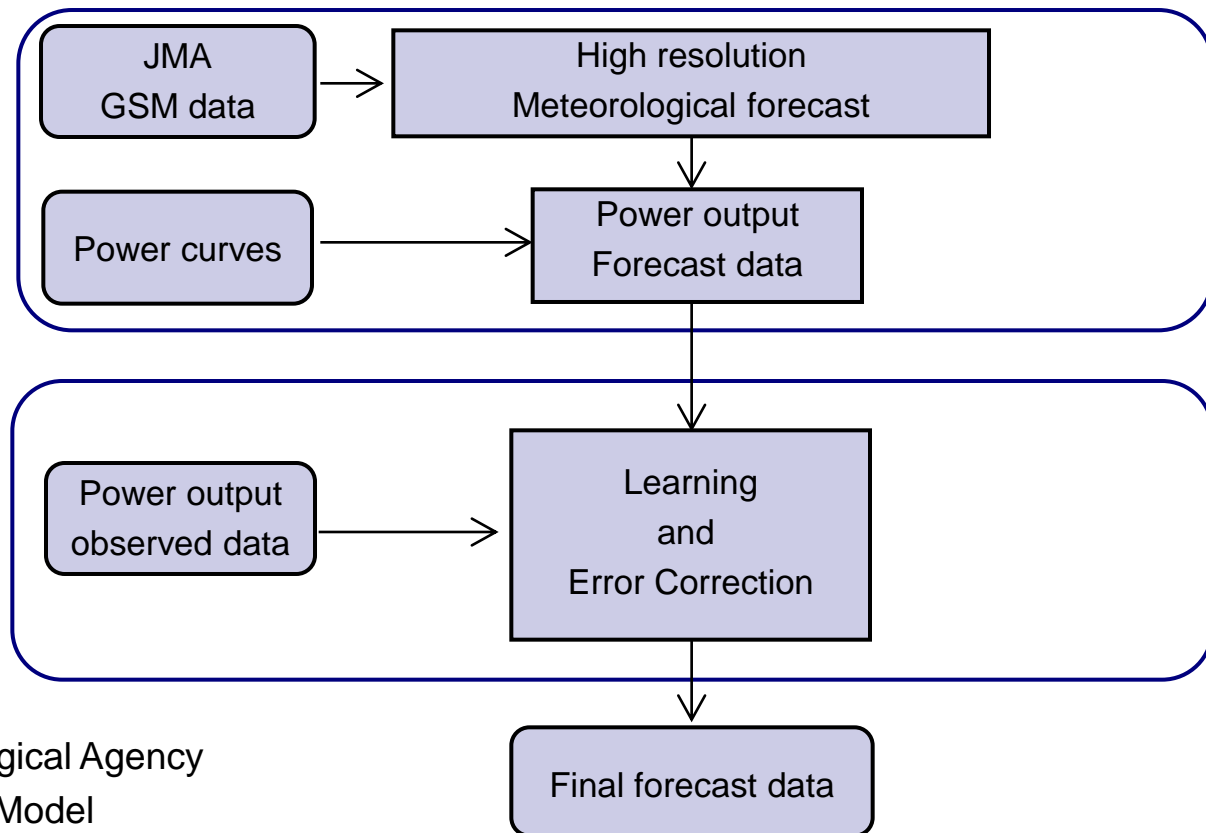 JMA
GSM data
High resolution
Meteorological forecast
Power curves
Power output
Forecast data
Power output
observed data
Learning
and
Error Correction
Agency
Model
Final forecast data